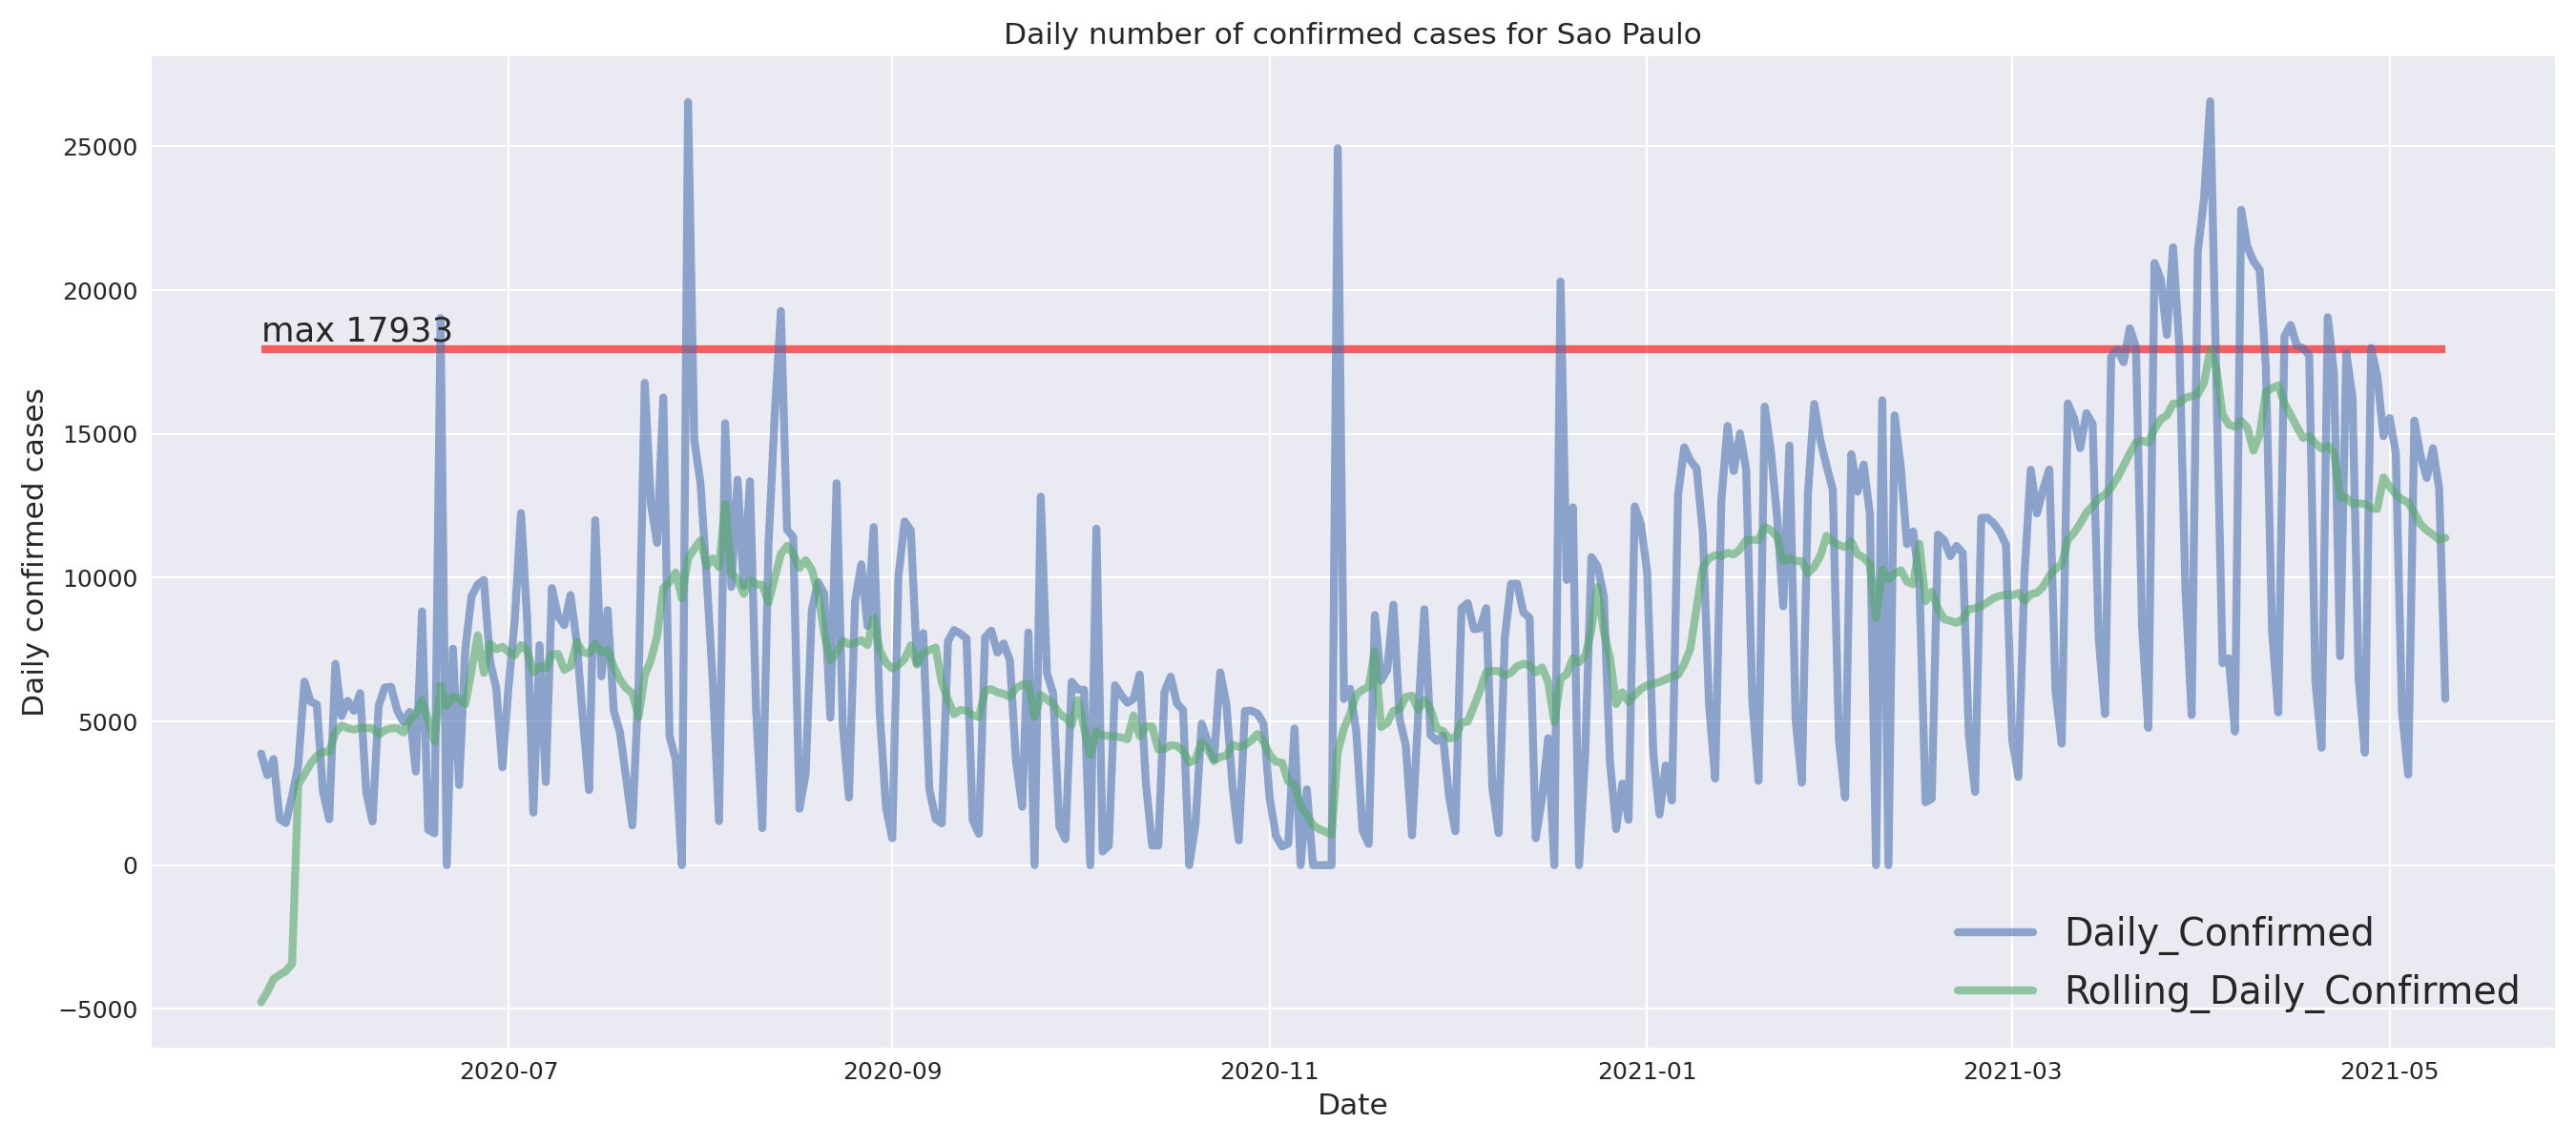 Daily number of confirmed cases for Sao Paulo
25000
20000
max 17933
15000
10000
5000
0
−5000
Daily confirmed cases
Daily_Confirmed
Rolling_Daily_Confirmed
2020-07
2020-09
2020-11
2021-01
2021-03
2021-05
Date